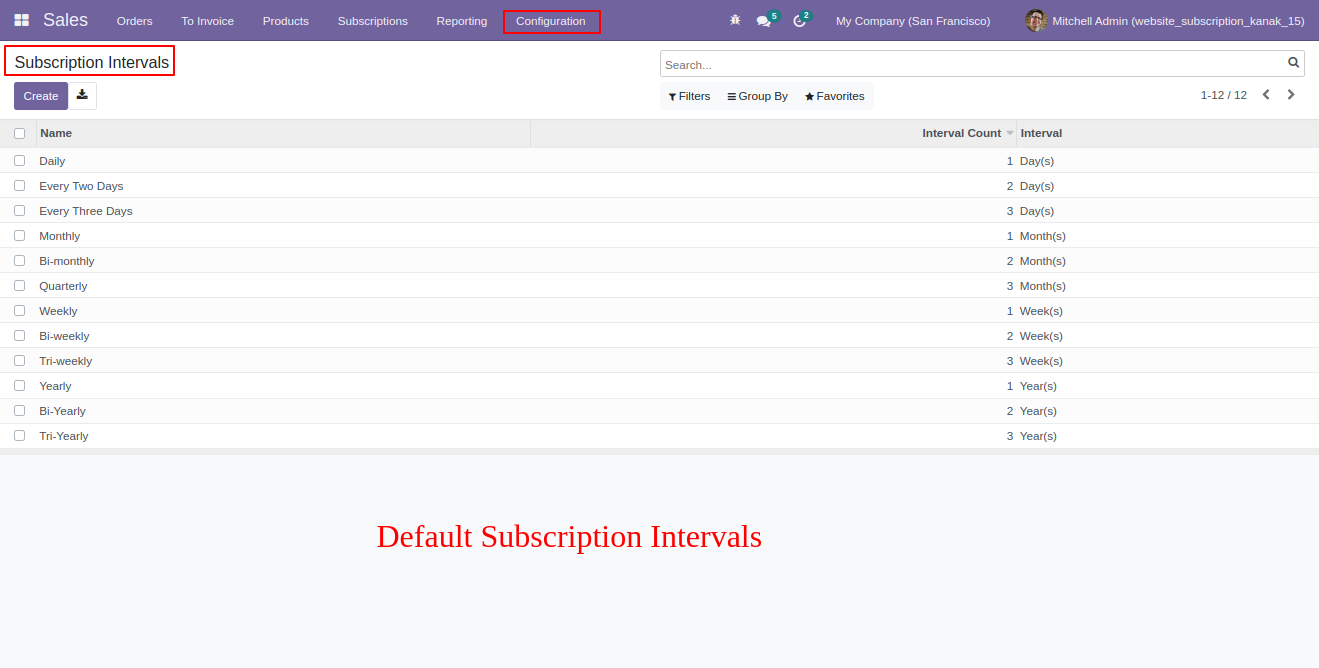 Sales Orders To Invoice Products Subscriptions Reporting Configuration 5 2 My Company (San Francisco) Mitchell Admin (website_subscription_kanak_15)
Subscription Intervals
Search...
Create
Filters Group By Favorites 1-12 / 12
Name Interval Count Interval
Daily 1 Day(s)
Every Two Days 2 Day(s)
Every Three Days 3 Day(s)
Monthly 1 Month(s)
Bi-monthly 2 Month(s)
Quarterly 3 Month(s)
Weekly 1 Week(s)
Bi-weekly 2 Week(s)
Tri-weekly 3 Week(s)
Yearly 1 Year(s)
Bi-Yearly 2 Year(s)
Tri-Yearly 3 Year(s)
Default Subscription Intervals